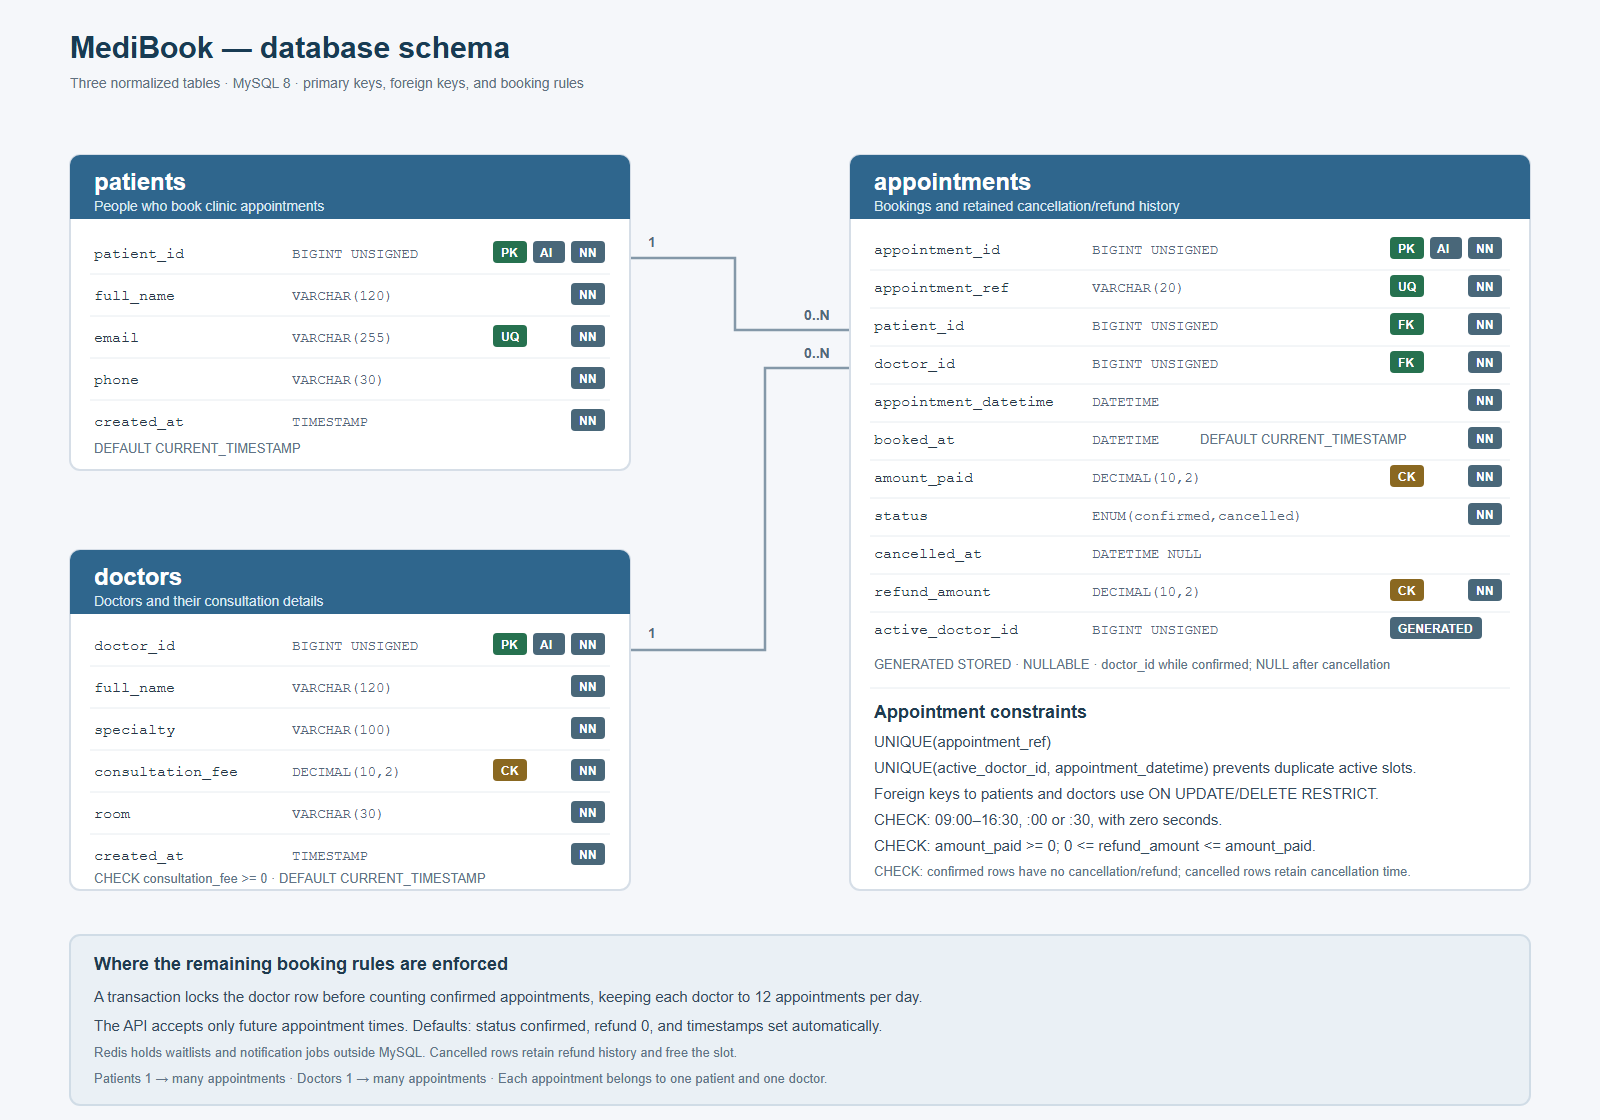 MediBook — database schema
Three normalized tables · MySQL 8 · primary keys, foreign keys, and booking rules
patients
People who book clinic appointments
patient_id BIGINT UNSIGNED PK AI NN
full_name VARCHAR(120) NN
email VARCHAR(255) UQ NN
phone VARCHAR(30) NN
created_at TIMESTAMP NN
DEFAULT CURRENT_TIMESTAMP
1
0..N
0..N
1
doctors
Doctors and their consultation details
doctor_id BIGINT UNSIGNED PK AI NN
full_name VARCHAR(120) NN
specialty VARCHAR(100) NN
consultation_fee DECIMAL(10,2) CK NN
room VARCHAR(30) NN
created_at TIMESTAMP NN
CHECK consultation_fee >= 0 · DEFAULT CURRENT_TIMESTAMP
appointments
Bookings and retained cancellation/refund history
appointment_id BIGINT UNSIGNED PK AI NN
appointment_ref VARCHAR(20) UQ NN
patient_id BIGINT UNSIGNED FK NN
doctor_id BIGINT UNSIGNED FK NN
appointment_datetime DATETIME NN
booked_at DATETIME DEFAULT CURRENT_TIMESTAMP NN
amount_paid DECIMAL(10,2) CK NN
status ENUM(confirmed,cancelled) NN
cancelled_at DATETIME NULL
refund_amount DECIMAL(10,2) CK NN
active_doctor_id BIGINT UNSIGNED GENERATED
GENERATED STORED · NULLABLE · doctor_id while confirmed; NULL after cancellation
Appointment constraints
UNIQUE(appointment_ref)
UNIQUE(active_doctor_id, appointment_datetime) prevents duplicate active slots.
Foreign keys to patients and doctors use ON UPDATE/DELETE RESTRICT.
CHECK: 09:00–16:30, :00 or :30, with zero seconds.
CHECK: amount_paid >= 0; 0 <= refund_amount <= amount_paid.
CHECK: confirmed rows have no cancellation/refund; cancelled rows retain cancellation time.
Where the remaining booking rules are enforced
A transaction locks the doctor row before counting confirmed appointments, keeping each doctor to 12 appointments per day.
The API accepts only future appointment times. Defaults: status confirmed, refund 0, and timestamps set automatically.
Redis holds waitlists and notification jobs outside MySQL. Cancelled rows retain refund history and free the slot.
Patients 1 → many appointments · Doctors 1 → many appointments · Each appointment belongs to one patient and one doctor.